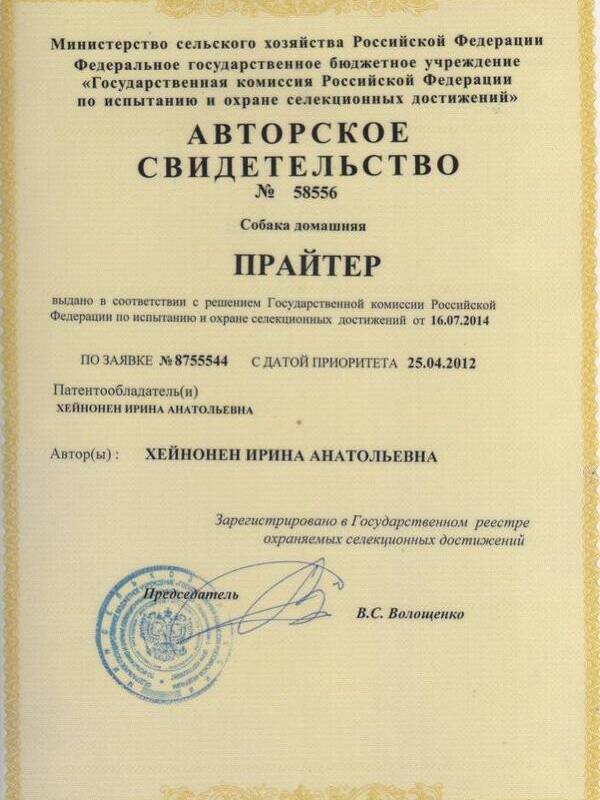 Министерство сельского хозяйства Российской Федерации
Федеральное государственное бюджетное учреждение
«Государственная комиссия Российской Федерации
по испытанию и охране селекционных достижений»
АВТОРСКОЕ
СВИДЕТЕЛЬСТВО
№ 58556
Собака домашняя
ПРАЙТЕР
выдано в соответствии с решением Государственной комиссии Российской
Федерации по испытанию и охране селекционных достижений от 16.07.2014
ПО ЗАЯВКЕ №8755544 С ДАТОЙ ПРИОРИТЕТА 25.04.2012
Патентообладатель(и)
ХЕЙНОНЕН ИРИНА АНАТОЛЬЕВНА
Автор(ы) : ХЕЙНОНЕН ИРИНА АНАТОЛЬЕВНА
Зарегистрировано в Государственном реестре
охраняемых селекционных достижений
Председатель
В.С. Волощенко